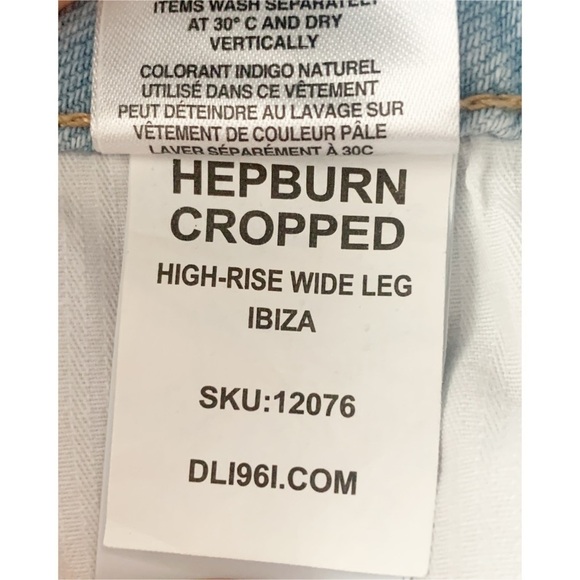 ITEMS WASH SEPARATELY
AT 30° C AND DRY
VERTICALLY
COLORANT INDIGO NATUREL
UTILISÉ DANS CE VÊTEMENT
PEUT DÉTEINDRE AU LAVAGE SUR
VÊTEMENT DE COULEUR PÂLE
LAVER SÉPARÉMENT À 30C
HEPBURN
CROPPED
HIGH-RISE WIDE LEG
IBIZA
SKU:12076
DLI96I.COM